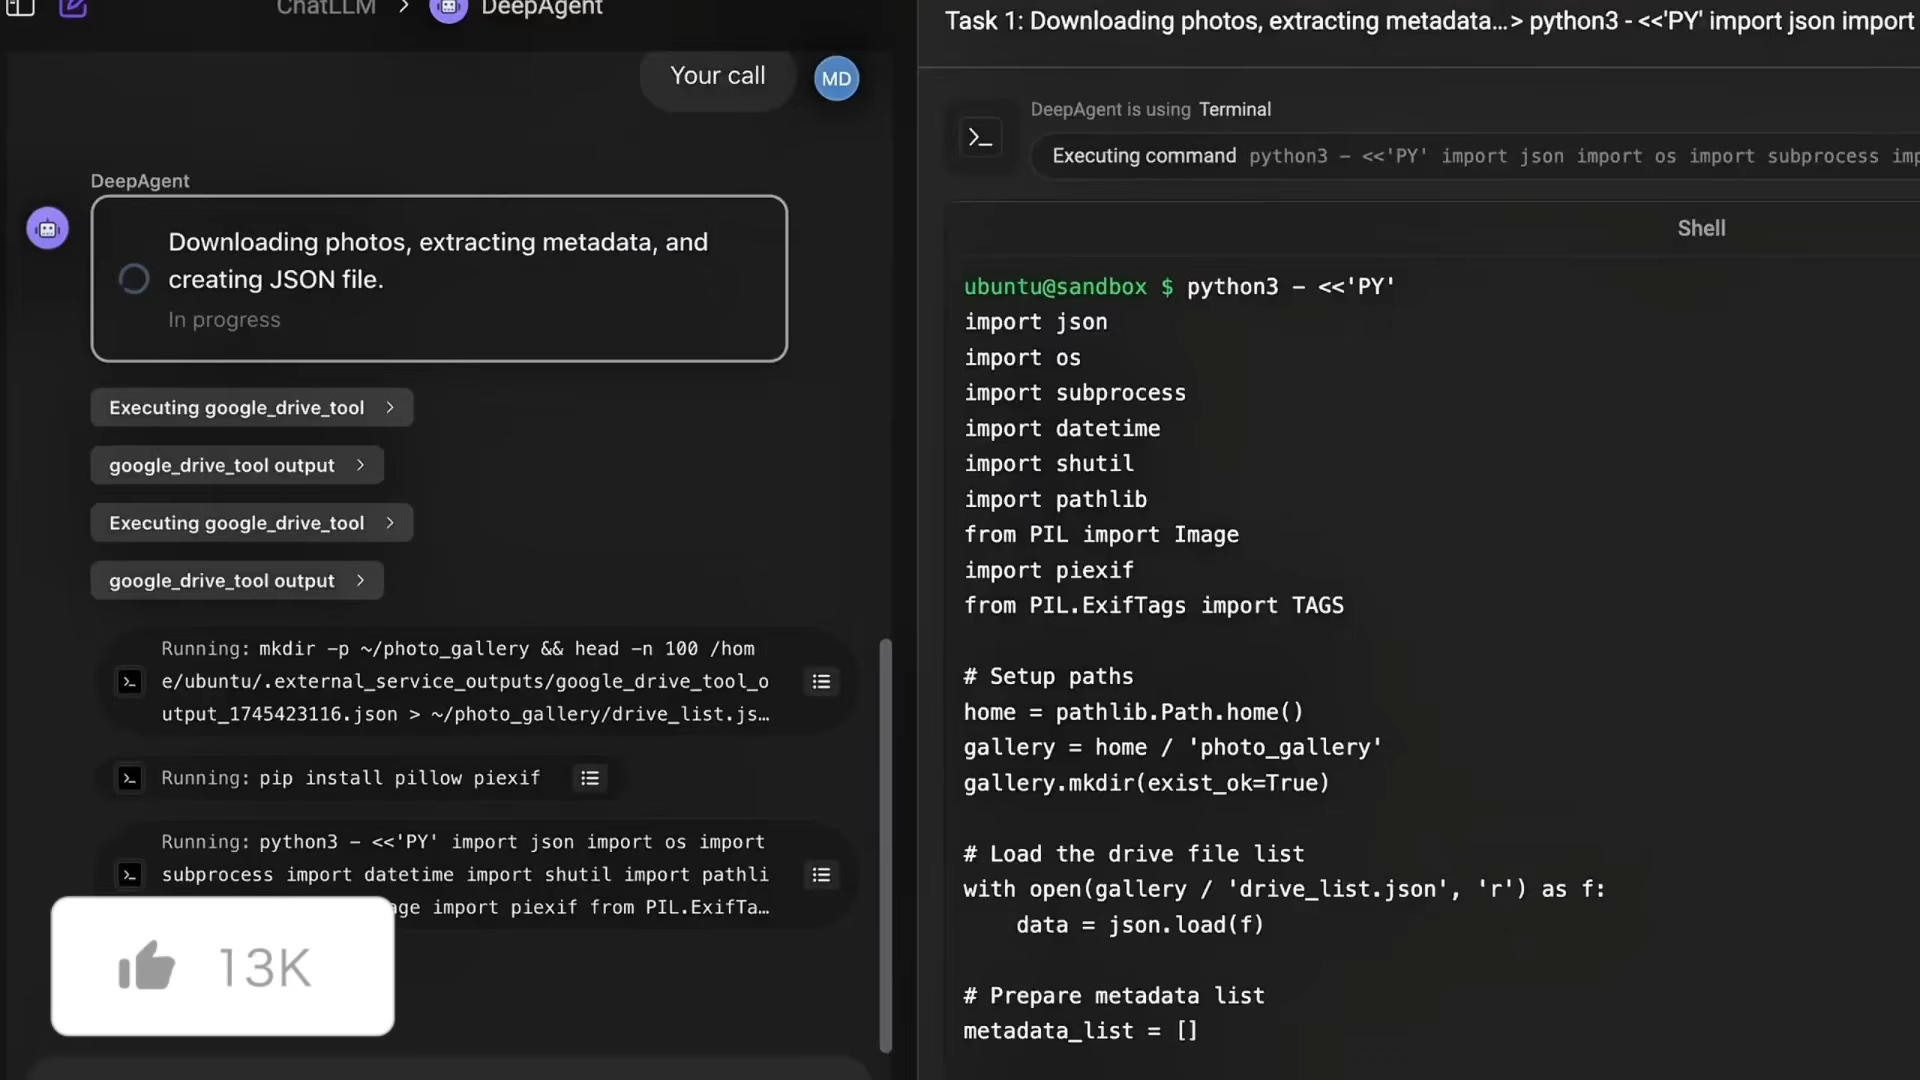 ChatLLM > DeepAgent
Your call
MD
DeepAgent
Downloading photos, extracting metadata, and
creating JSON file.
In progress
Executing google_drive_tool >
google_drive_tool output >
Executing google_drive_tool >
google_drive_tool output >
Running: mkdir -p ~/photo_gallery && head -n 100 /hom
e/ubuntu/.external_service_outputs/google_drive_tool_o
utput_1745423116.json > ~/photo_gallery/drive_list.js…
Running: pip install pillow piexif
Running: python3 - <<'PY' import json import os import
subprocess import datetime import shutil import pathli
age import piexif from PIL.ExifTa…
13K
Task 1: Downloading photos, extracting metadata…> python3 - <<'PY' import json import
DeepAgent is using Terminal
Executing command python3 - <<'PY' import json import os import subprocess imp
Shell
ubuntu@sandbox $ python3 - <<'PY'
import json
import os
import subprocess
import datetime
import shutil
import pathlib
from PIL import Image
import piexif
from PIL.ExifTags import TAGS
# Setup paths
home = pathlib.Path.home()
gallery = home / 'photo_gallery'
gallery.mkdir(exist_ok=True)
# Load the drive file list
with open(gallery / 'drive_list.json', 'r') as f:
    data = json.load(f)
# Prepare metadata list
metadata_list = []